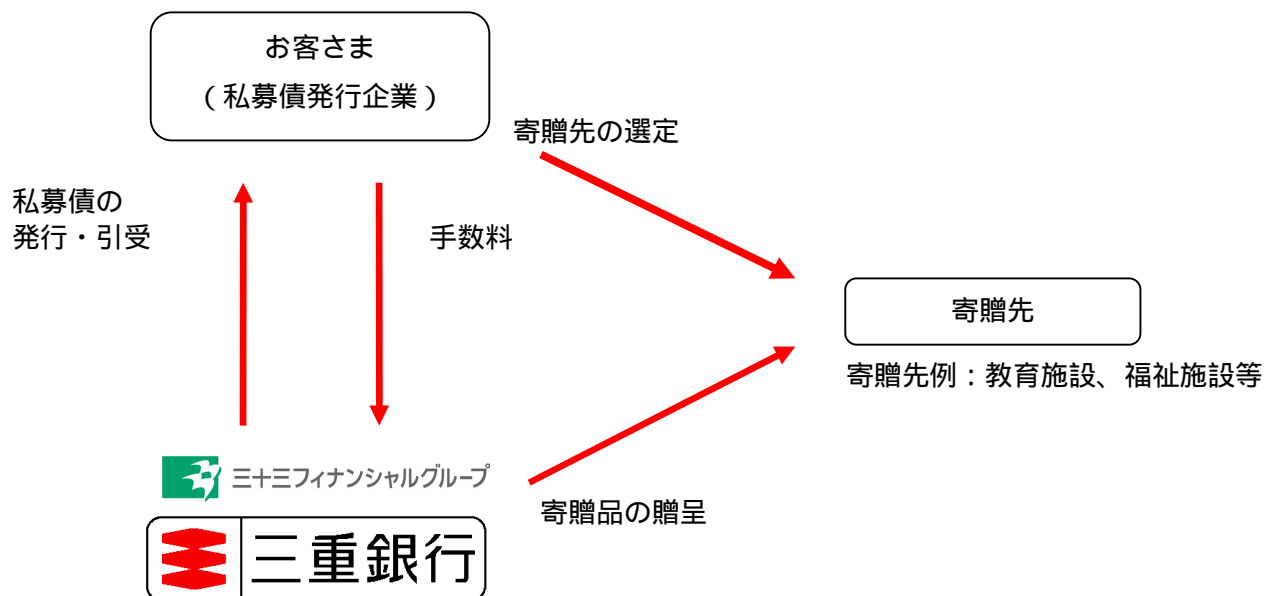 お客さま
（私募債発行企業）
寄贈先の選定
私募債の
発行・引受
手数料
寄贈先
寄贈先例：教育施設、福祉施設等
三十三フィナンシャルグループ
寄贈品の贈呈
三重銀行